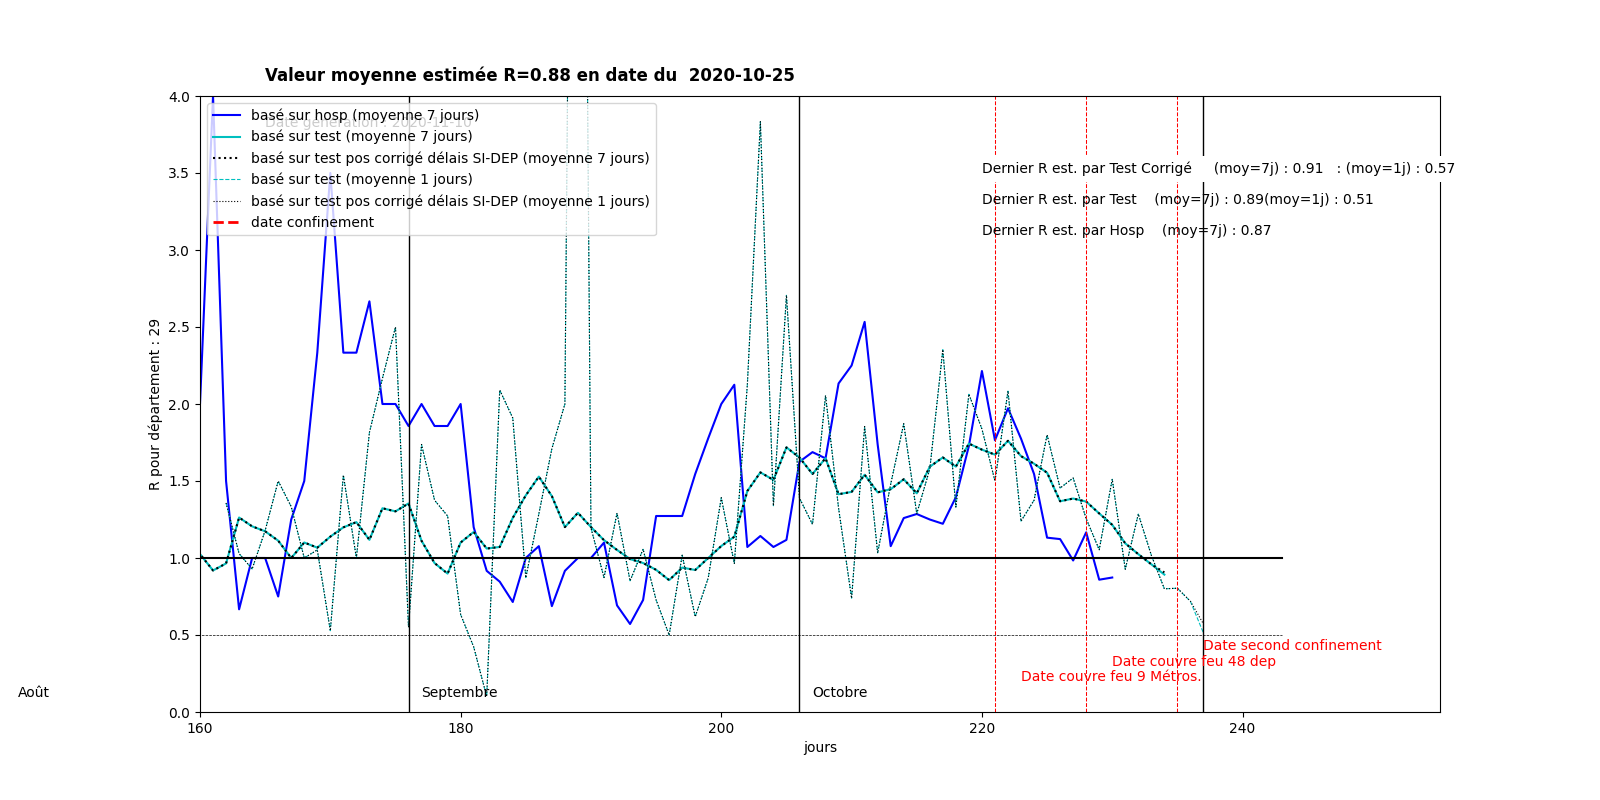 Valeur moyenne estimée R=0.88 en date du  2020-10-25
Date génération : 2020-11-10
basé sur hosp (moyenne 7 jours)
basé sur test (moyenne 7 jours)
basé sur test pos corrigé délais SI-DEP (moyenne 7 jours)
basé sur test (moyenne 1 jours)
basé sur test pos corrigé délais SI-DEP (moyenne 1 jours)
date confinement
Dernier R est. par Test Corrigé     (moy=7j) : 0.91   : (moy=1j) : 0.57
Dernier R est. par Test    (moy=7j) : 0.89(moy=1j) : 0.51
Dernier R est. par Hosp    (moy=7j) : 0.87
R pour département : 29
4.0
3.5
3.0
2.5
2.0
1.5
1.0
0.5
0.0
Date second confinement
Date couvre feu 48 dep
Date couvre feu 9 Métros.
Août
Septembre
Octobre
160
180
200
220
240
jours